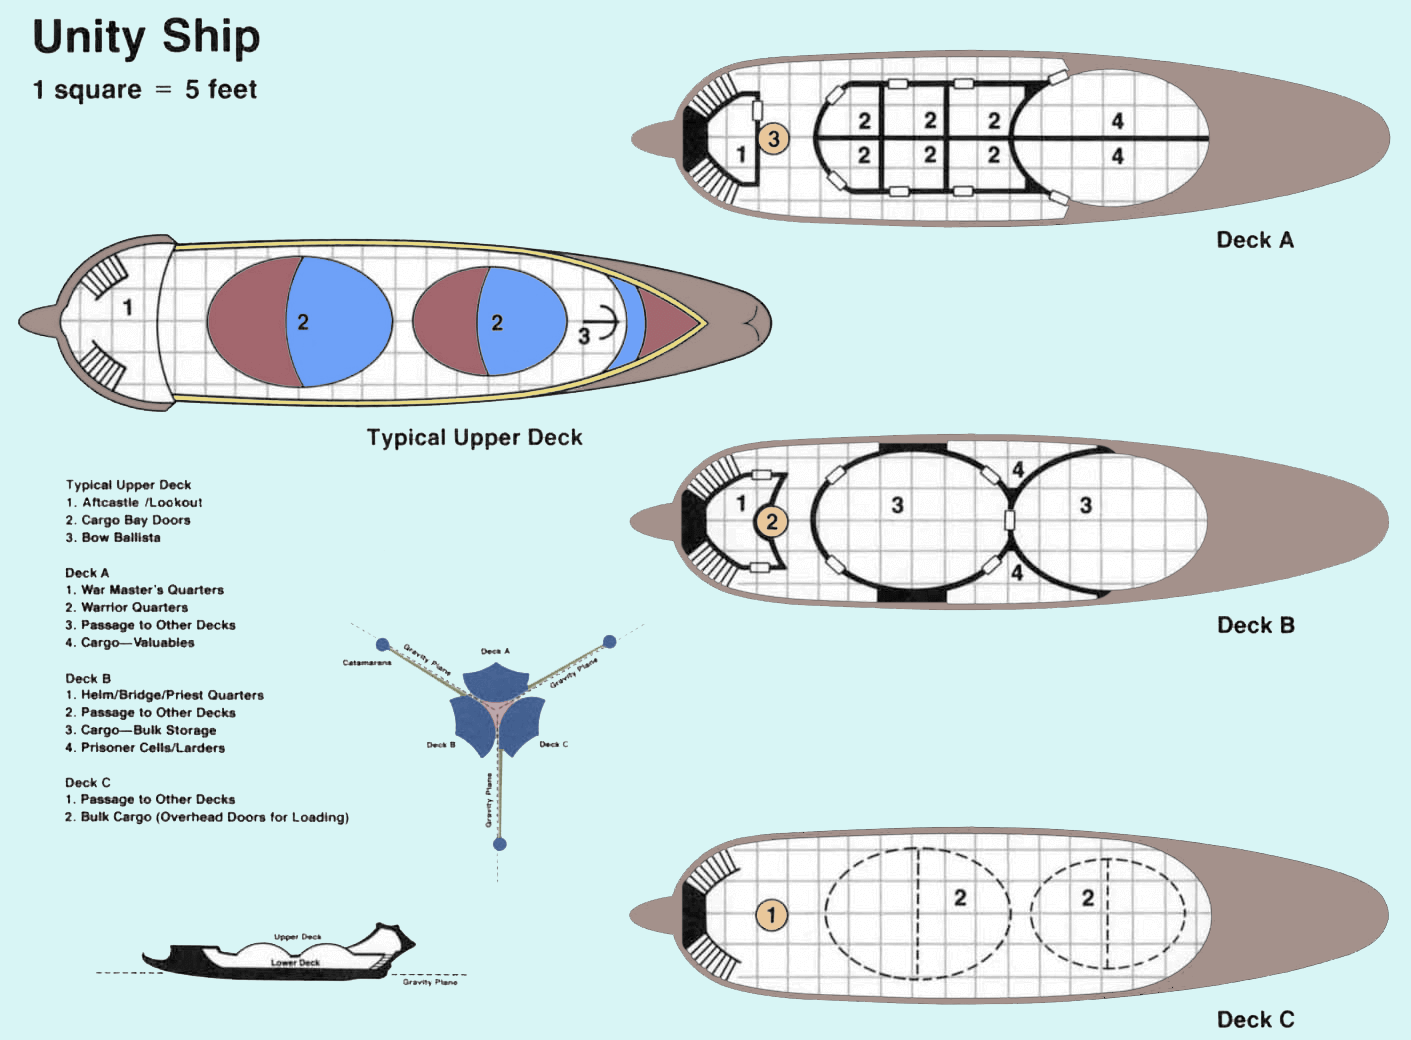 Unity Ship
1 square = 5 feet
1
3
2 2 2 4
2 2 2 4
Deck A
1
2
2
3
Typical Upper Deck
Typical Upper Deck
1. Aftcastle /Lookout
2. Cargo Bay Doors
3. Bow Ballista
Deck A
1. War Master's Quarters
2. Warrior Quarters
3. Passage to Other Decks
4. Cargo—Valuables
Deck B
1. Helm/Bridge/Priest Quarters
2. Passage to Other Decks
3. Cargo—Bulk Storage
4. Prisoner Cells/Larders
Deck C
1. Passage to Other Decks
2. Bulk Cargo (Overhead Doors for Loading)
1
2
3
4
3
4
Deck B
Catamarans
Gravity Plane
Deck A
Gravity Plane
Deck B
Deck C
Gravity Plane
Upper Deck
Lower Deck
Gravity Plane
1
2
2
Deck C